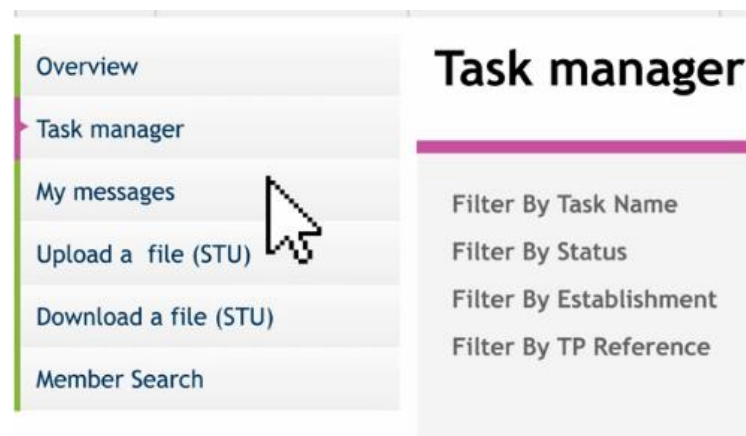 Overview
Task manager
My messages
Upload a  file (STU)
Download a file (STU)
Member Search
Task manager
Filter By Task Name
Filter By Status
Filter By Establishment
Filter By TP Reference